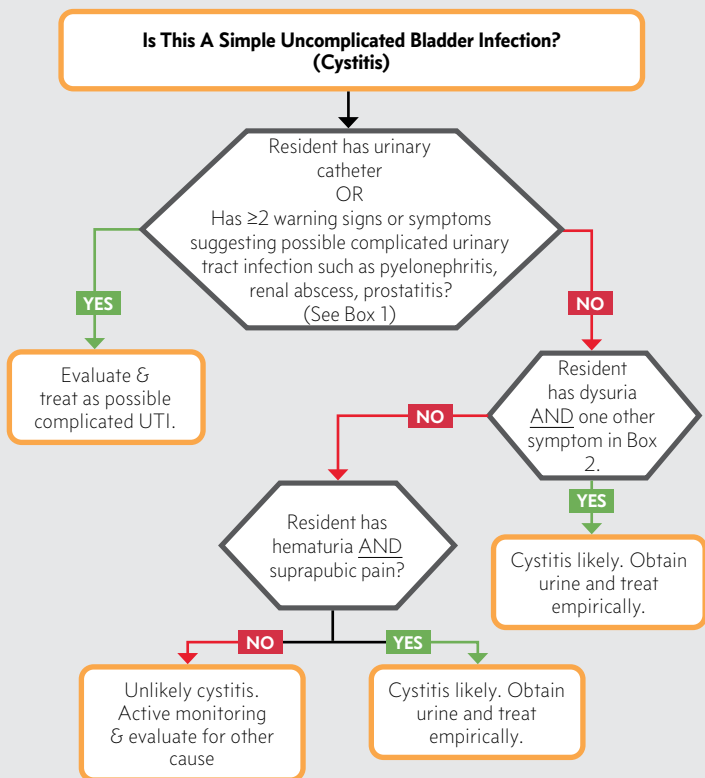 Is This A Simple Uncomplicated Bladder Infection?
(Cystitis)
Resident has urinary
catheter
OR
Has ≥2 warning signs or symptoms
suggesting possible complicated urinary
tract infection such as pyelonephritis,
renal abscess, prostatitis?
(See Box 1)
YES
NO
Evaluate &
treat as possible
complicated UTI.
Resident
has dysuria
AND one other
symptom in Box
2.
NO
YES
Resident has
hematuria AND
suprapubic pain?
Cystitis likely. Obtain
urine and treat
empirically.
NO
YES
Unlikely cystitis.
Active monitoring
& evaluate for other
cause
Cystitis likely. Obtain
urine and treat
empirically.